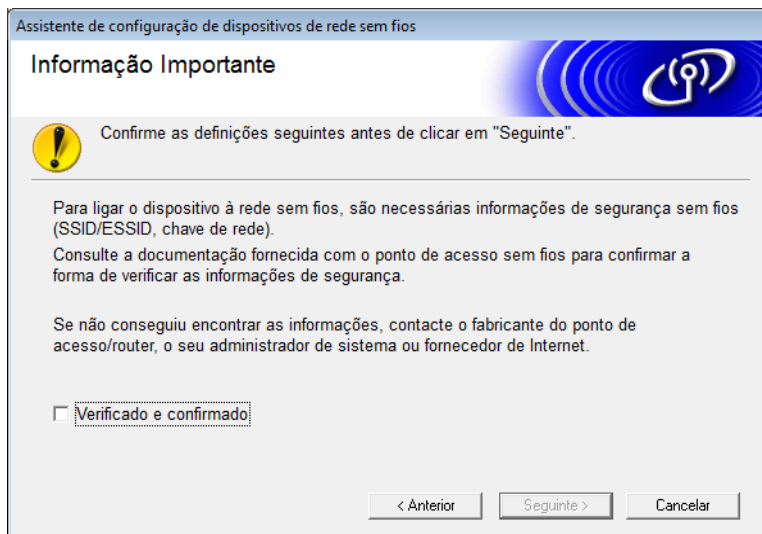 Assistente de configuração de dispositivos de rede sem fios
Informação Importante
Confirme as definições seguintes antes de clicar em "Seguinte".
Para ligar o dispositivo à rede sem fios, são necessárias informações de segurança sem fios
(SSID/ESSID, chave de rede).
Consulte a documentação fornecida com o ponto de acesso sem fios para confirmar a
forma de verificar as informações de segurança.
Se não conseguiu encontrar as informações, contacte o fabricante do ponto de
acesso/router, o seu administrador de sistema ou fornecedor de Internet.
Verificado e confirmado
< Anterior Seguinte > Cancelar